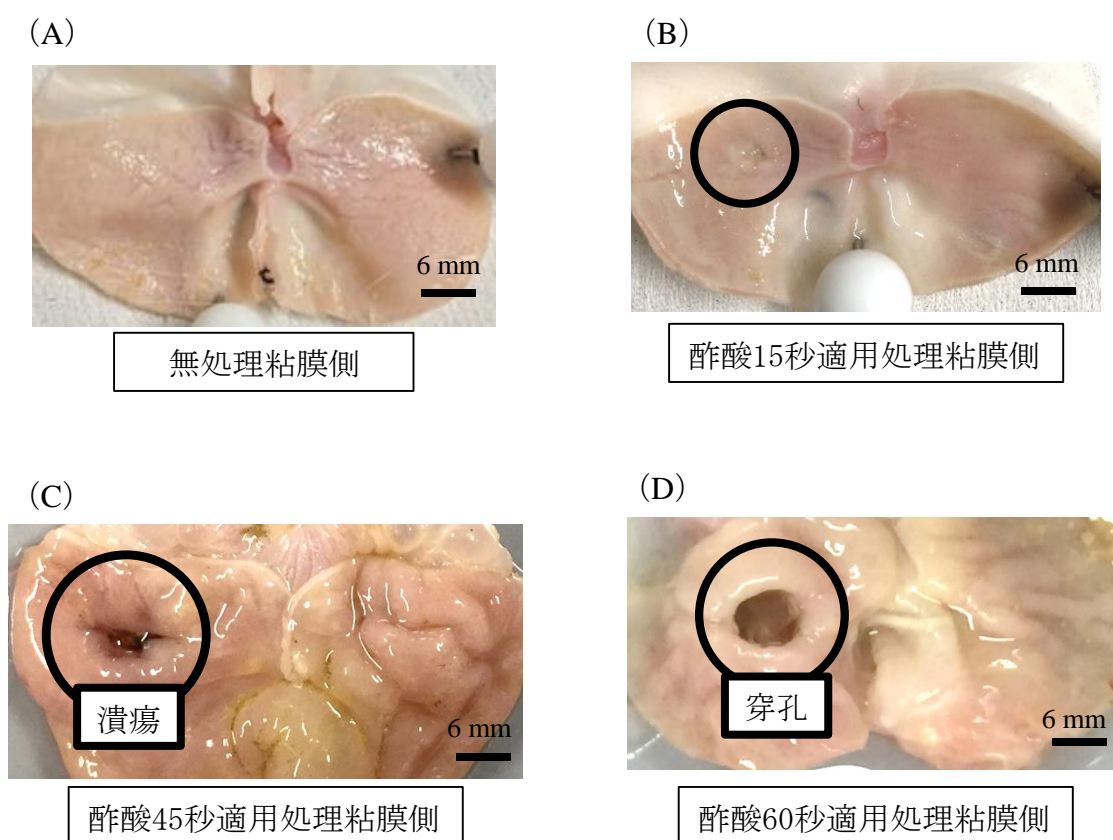 (A)
(B)
6 mm
6 mm
無処理粘膜側
酢酸15秒適用処理粘膜側
(C)
(D)
潰瘍
穿孔
6 mm
6 mm
酢酸45秒適用処理粘膜側
酢酸60秒適用処理粘膜側